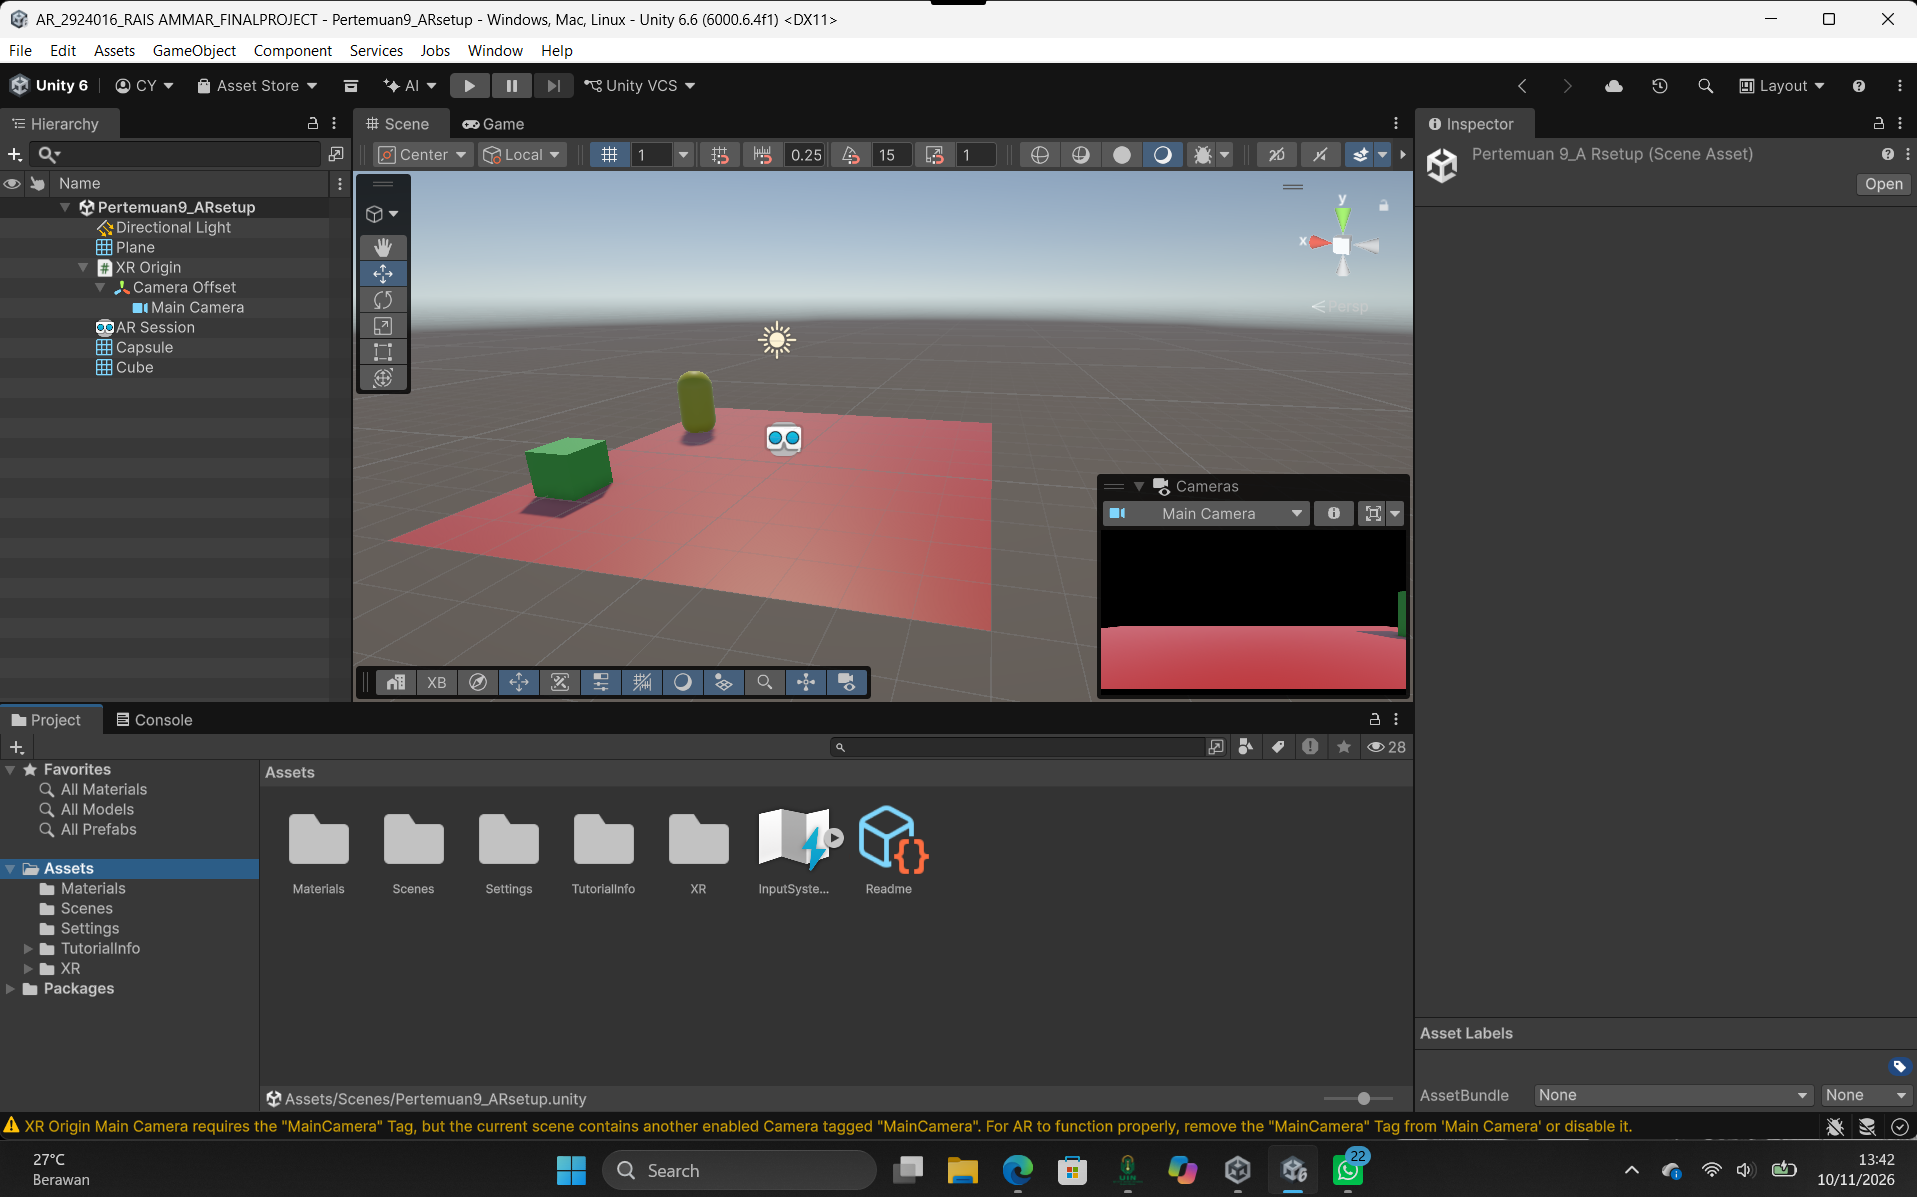 AR_2924016_RAIS AMMAR_FINALPROJECT - Pertemuan9_ARsetup - Windows, Mac, Linux - Unity 6.6 (6000.6.4f1) <DX11>
File Edit Assets GameObject Component Services Jobs Window Help
Unity 6 CY Asset Store AI Unity VCS Layout
Hierarchy
Scene Game
Inspector
Center Local 1 0.25 15 1 2D
Pertemuan 9_A Rsetup (Scene Asset)
Open
Name
Pertemuan9_ARsetup
Directional Light
Plane
XR Origin
Camera Offset
Main Camera
AR Session
Capsule
Cube
y
x
Persp
Cameras
Main Camera
XB
Project Console
28
Favorites
All Materials
All Models
All Prefabs
Assets
Materials
Scenes
Settings
TutorialInfo
XR
Packages
Assets
Materials Scenes Settings TutorialInfo XR InputSyste... Readme
Assets/Scenes/Pertemuan9_ARsetup.unity
Asset Labels
AssetBundle None None
XR Origin Main Camera requires the "MainCamera" Tag, but the current scene contains another enabled Camera tagged "MainCamera". For AR to function properly, remove the "MainCamera" Tag from 'Main Camera' or disable it.
27°C
Berawan
Search
UIN
22
13:42
10/11/2026